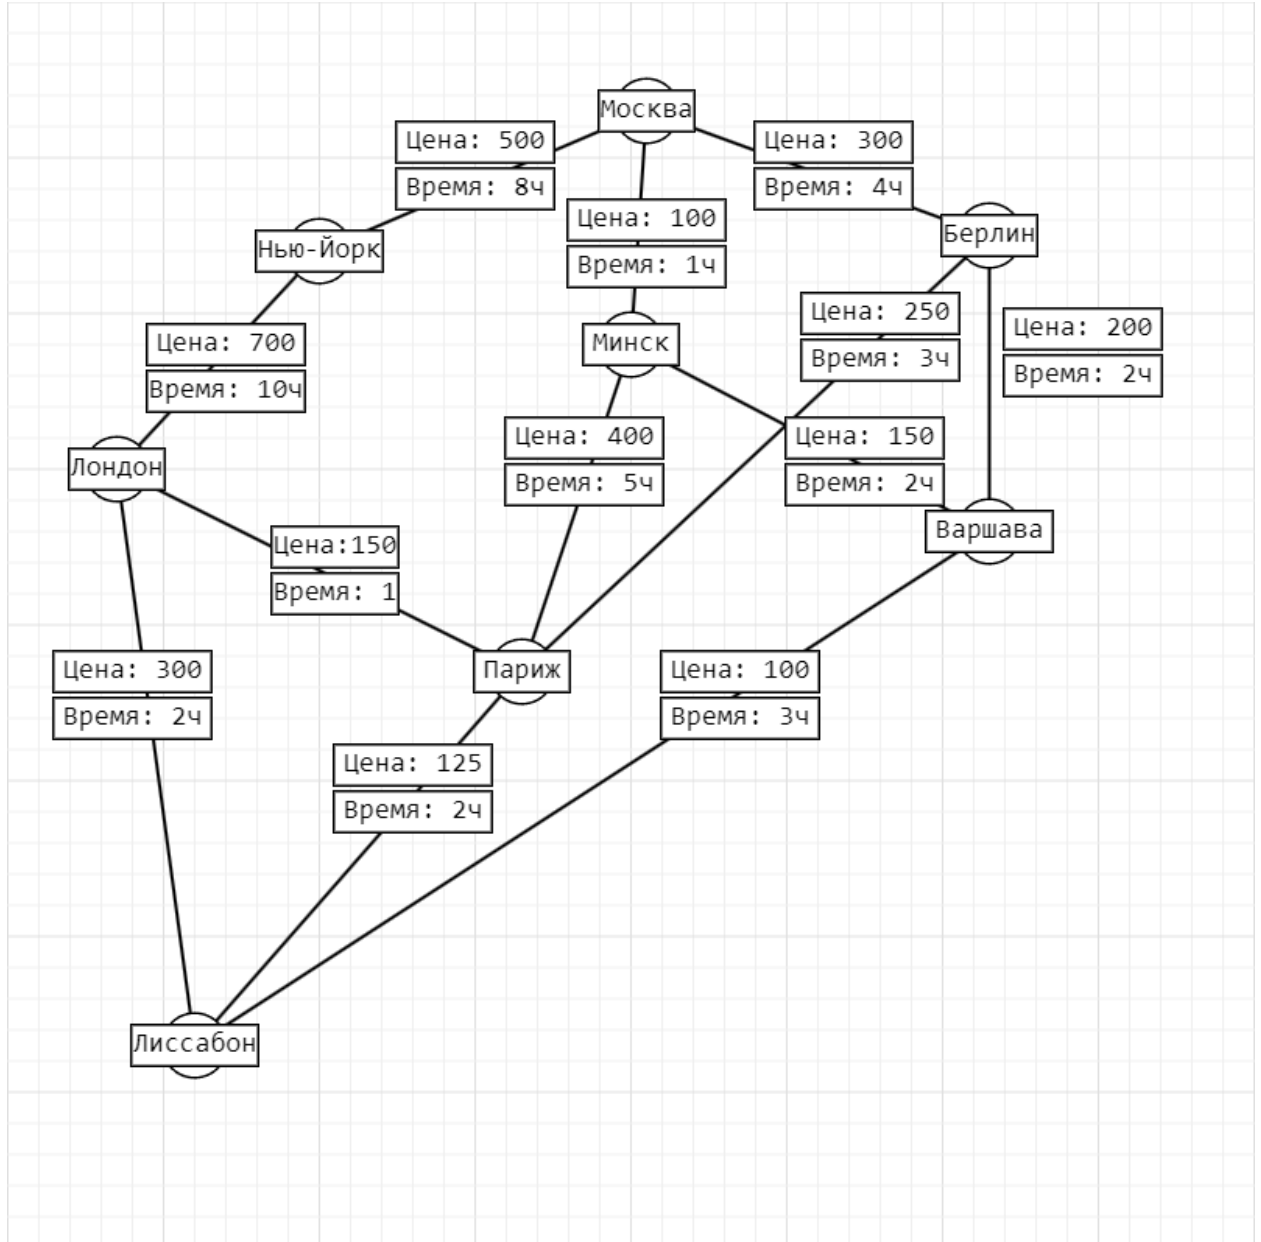 Москва
Цена: 500
Время: 8ч
Цена: 300
Время: 4ч
Цена: 100
Время: 1ч
Нью-Йорк
Берлин
Цена: 700
Время: 10ч
Минск
Цена: 250
Время: 3ч
Цена: 200
Время: 2ч
Лондон
Цена: 400
Время: 5ч
Цена: 150
Время: 2ч
Цена:150
Время: 1
Варшава
Цена: 300
Время: 2ч
Париж
Цена: 100
Время: 3ч
Цена: 125
Время: 2ч
Лиссабон